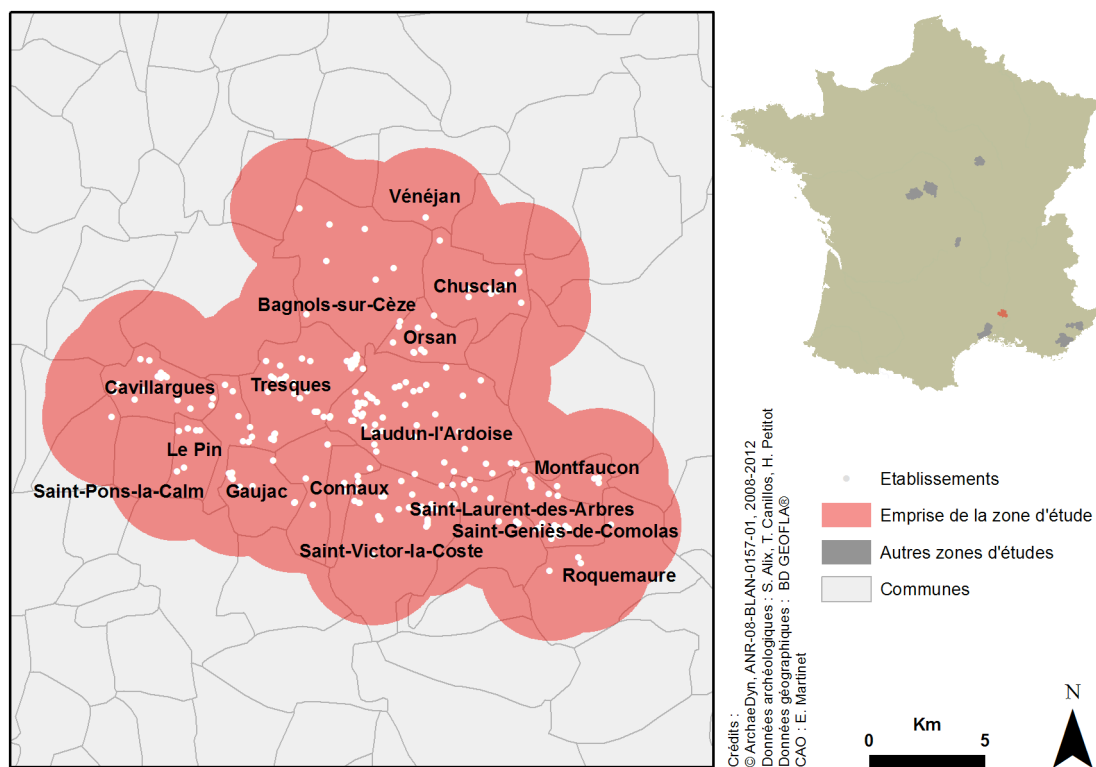 Vénéjan
Chusclan
Bagnols-sur-Cèze
Orsan
Cavillargues
Tresques
Laudun-l'Ardoise
Le Pin
Montfaucon
Saint-Pons-la-Calm
Gaujac
Connaux
Saint-Laurent-des-Arbres
Saint-Geniès-de-Comolas
Saint-Victor-la-Coste
Roquemaure
Crédits :
© ArchaeDyn, ANR-08-BLAN-0157-01, 2008-2012
Données archéologiques : S. Alix, T. Canillos, H. Petitot
Données géographiques : BD GEOFLA®
CAO : E. Martinet
Etablissements
Emprise de la zone d'étude
Autres zones d'études
Communes
Km
0 5
N